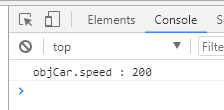 Elements Console
top Filte
objCar.speed : 200